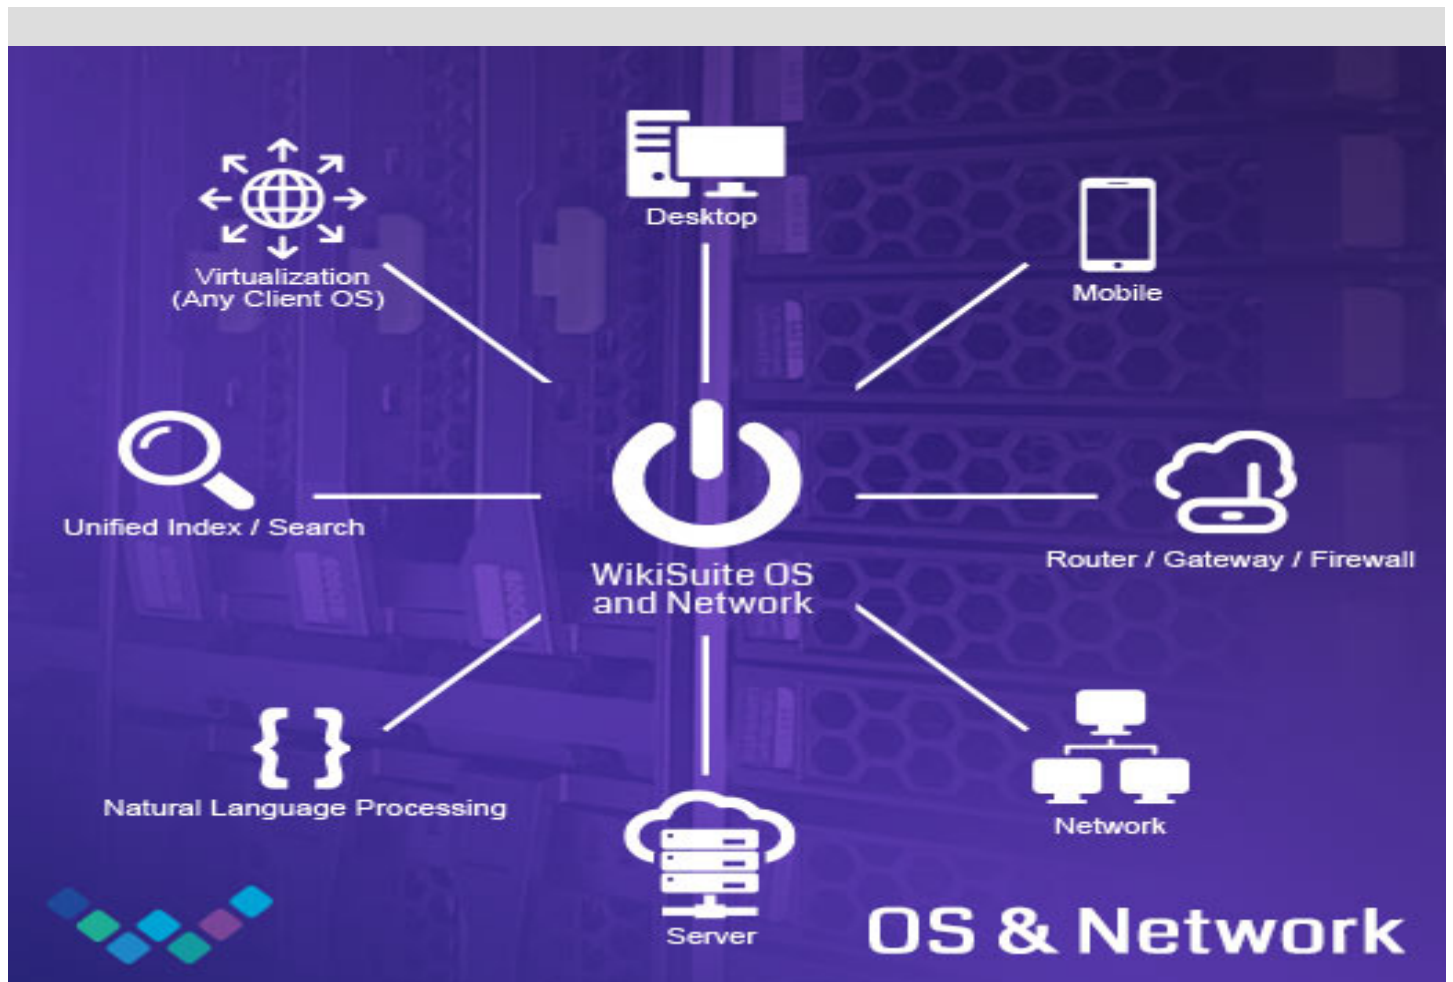 Desktop
Virtualization
(Any Client OS)
Mobile
Unified Index / Search
WikiSuite OS
and Network
Router / Gateway / Firewall
Natural Language Processing
Network
Server
OS & Network